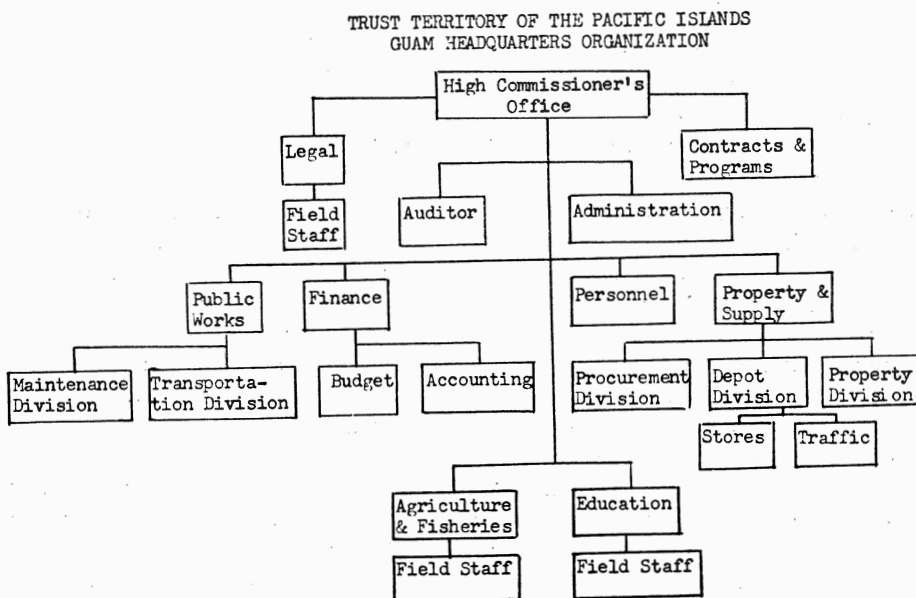 TRUST TERRITORY OF THE PACIFIC ISLANDS
GUAM HEADQUARTERS ORGANIZATION
High Commissioner's
Office
Legal
Contracts &
Programs
Field
Staff
Auditor
Administration
Public
Works
Finance
Personnel
Property &
Supply
Maintenance
Division
Transporta-
tion Division
Budget
Accounting
Procurement
Division
Depot
Division
Property
Division
Stores
Traffic
Agriculture
& Fisheries
Education
Field Staff
Field Staff